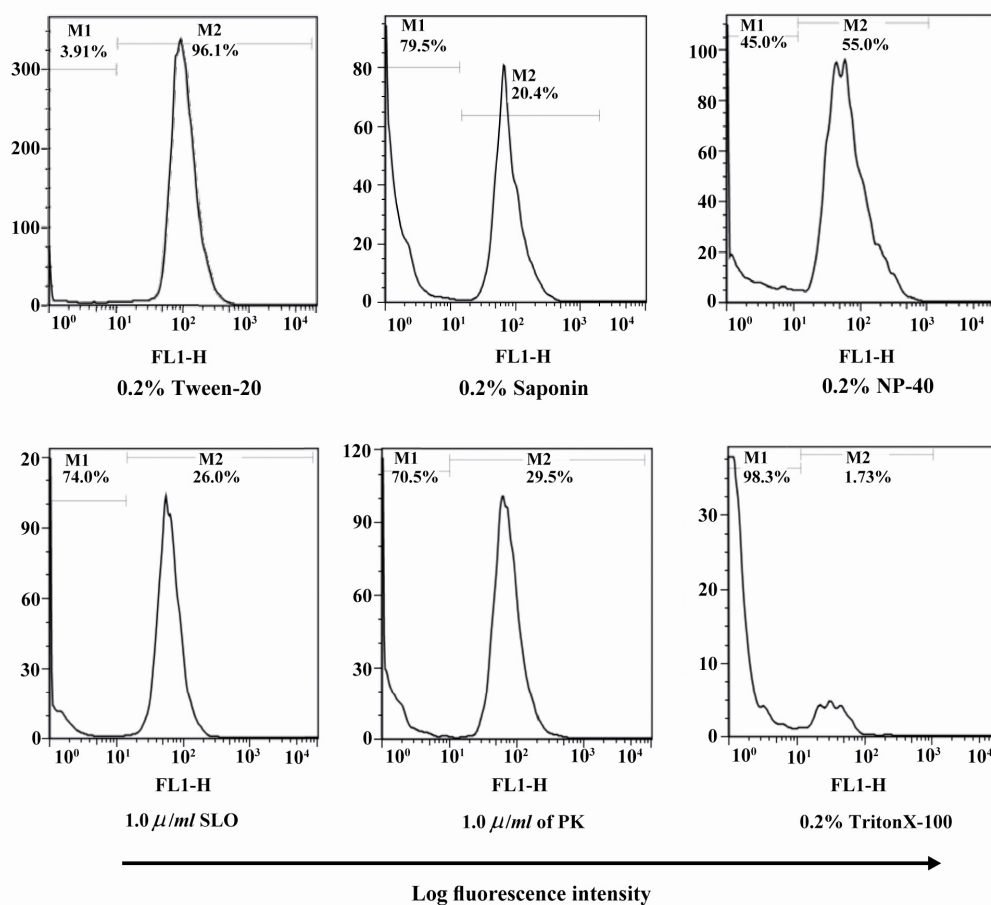 M1
3.91%
M2
96.1%
300
200
100
0
10⁰ 10¹ 10² 10³ 10⁴
FL1-H
0.2% Tween-20
M1
79.5%
M2
20.4%
80
60
40
20
0
10⁰ 10¹ 10² 10³ 10⁴
FL1-H
0.2% Saponin
M1
45.0%
M2
55.0%
100
80
60
40
20
0
10⁰ 10¹ 10² 10³ 10⁴
FL1-H
0.2% NP-40
M1
74.0%
M2
26.0%
20
90
60
30
0
10⁰ 10¹ 10² 10³ 10⁴
FL1-H
1.0 μ/ml SLO
M1
70.5%
M2
29.5%
120
90
60
30
0
10⁰ 10¹ 10² 10³ 10⁴
FL1-H
1.0 μ/ml of PK
M1
98.3%
M2
1.73%
30
20
10
0
10⁰ 10¹ 10² 10³ 10⁴
FL1-H
0.2% TritonX-100
Log fluorescence intensity